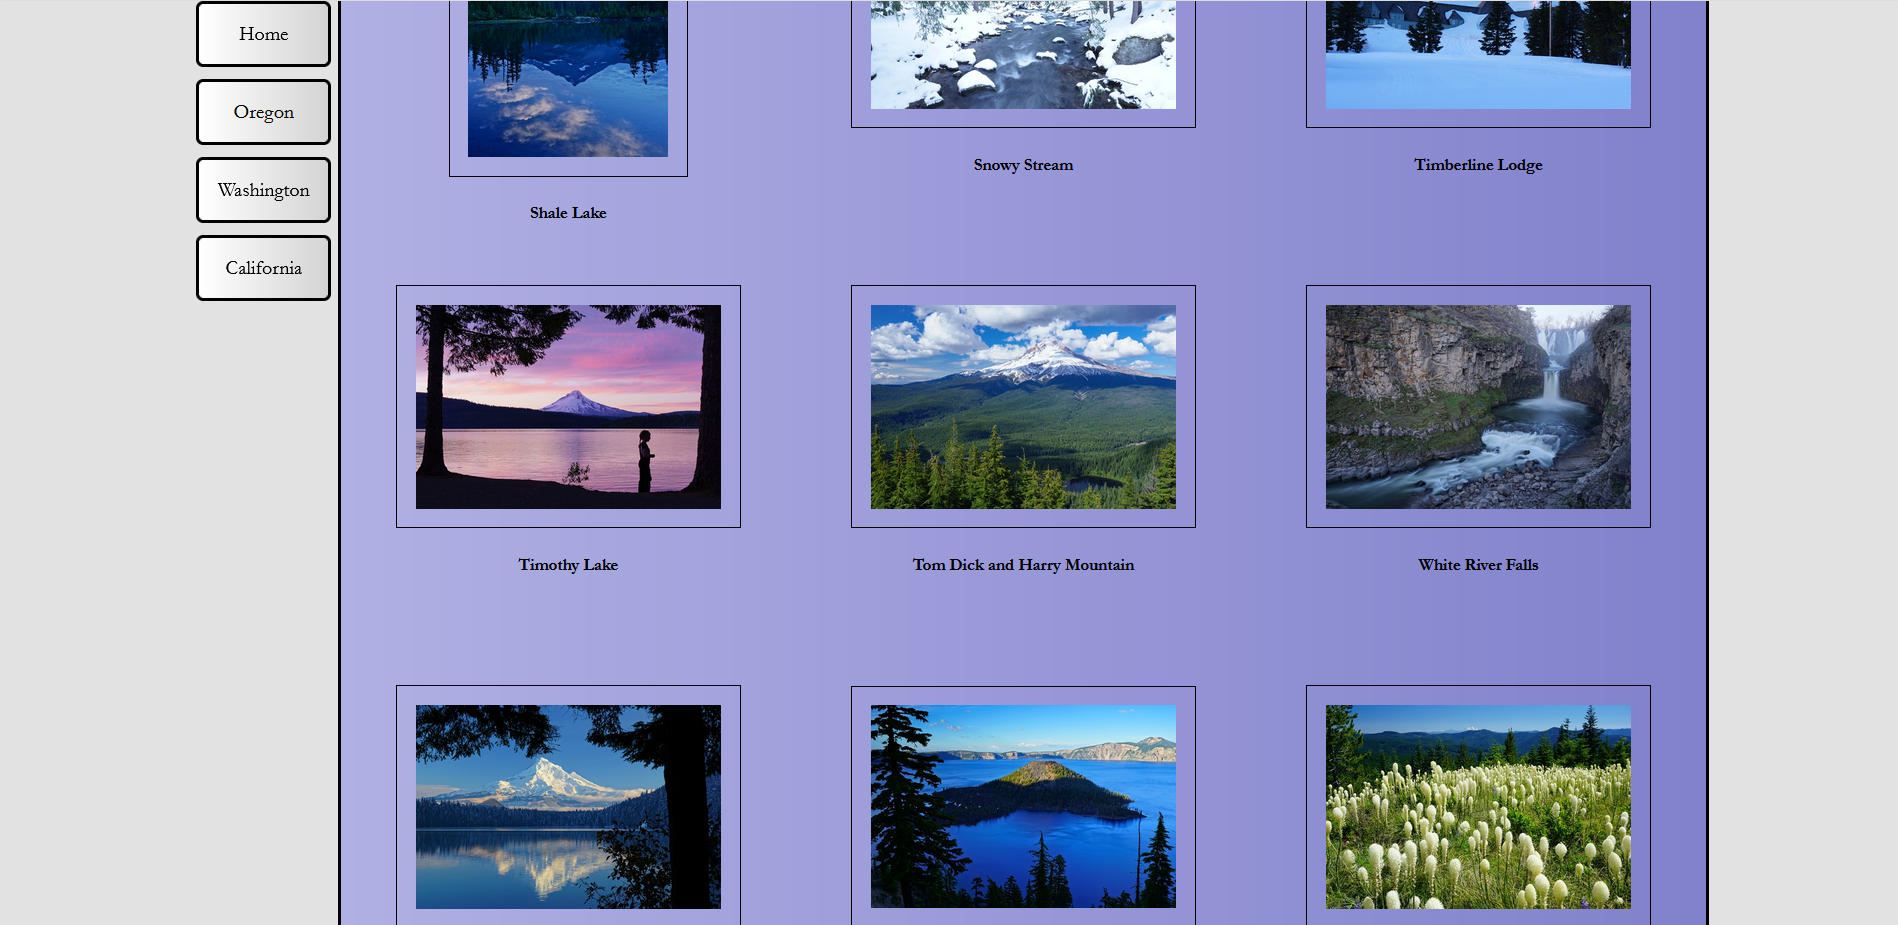 Home
Oregon
Washington
California
Snowy Stream
Timberline Lodge
Shale Lake
Timothy Lake
Tom Dick and Harry Mountain
White River Falls